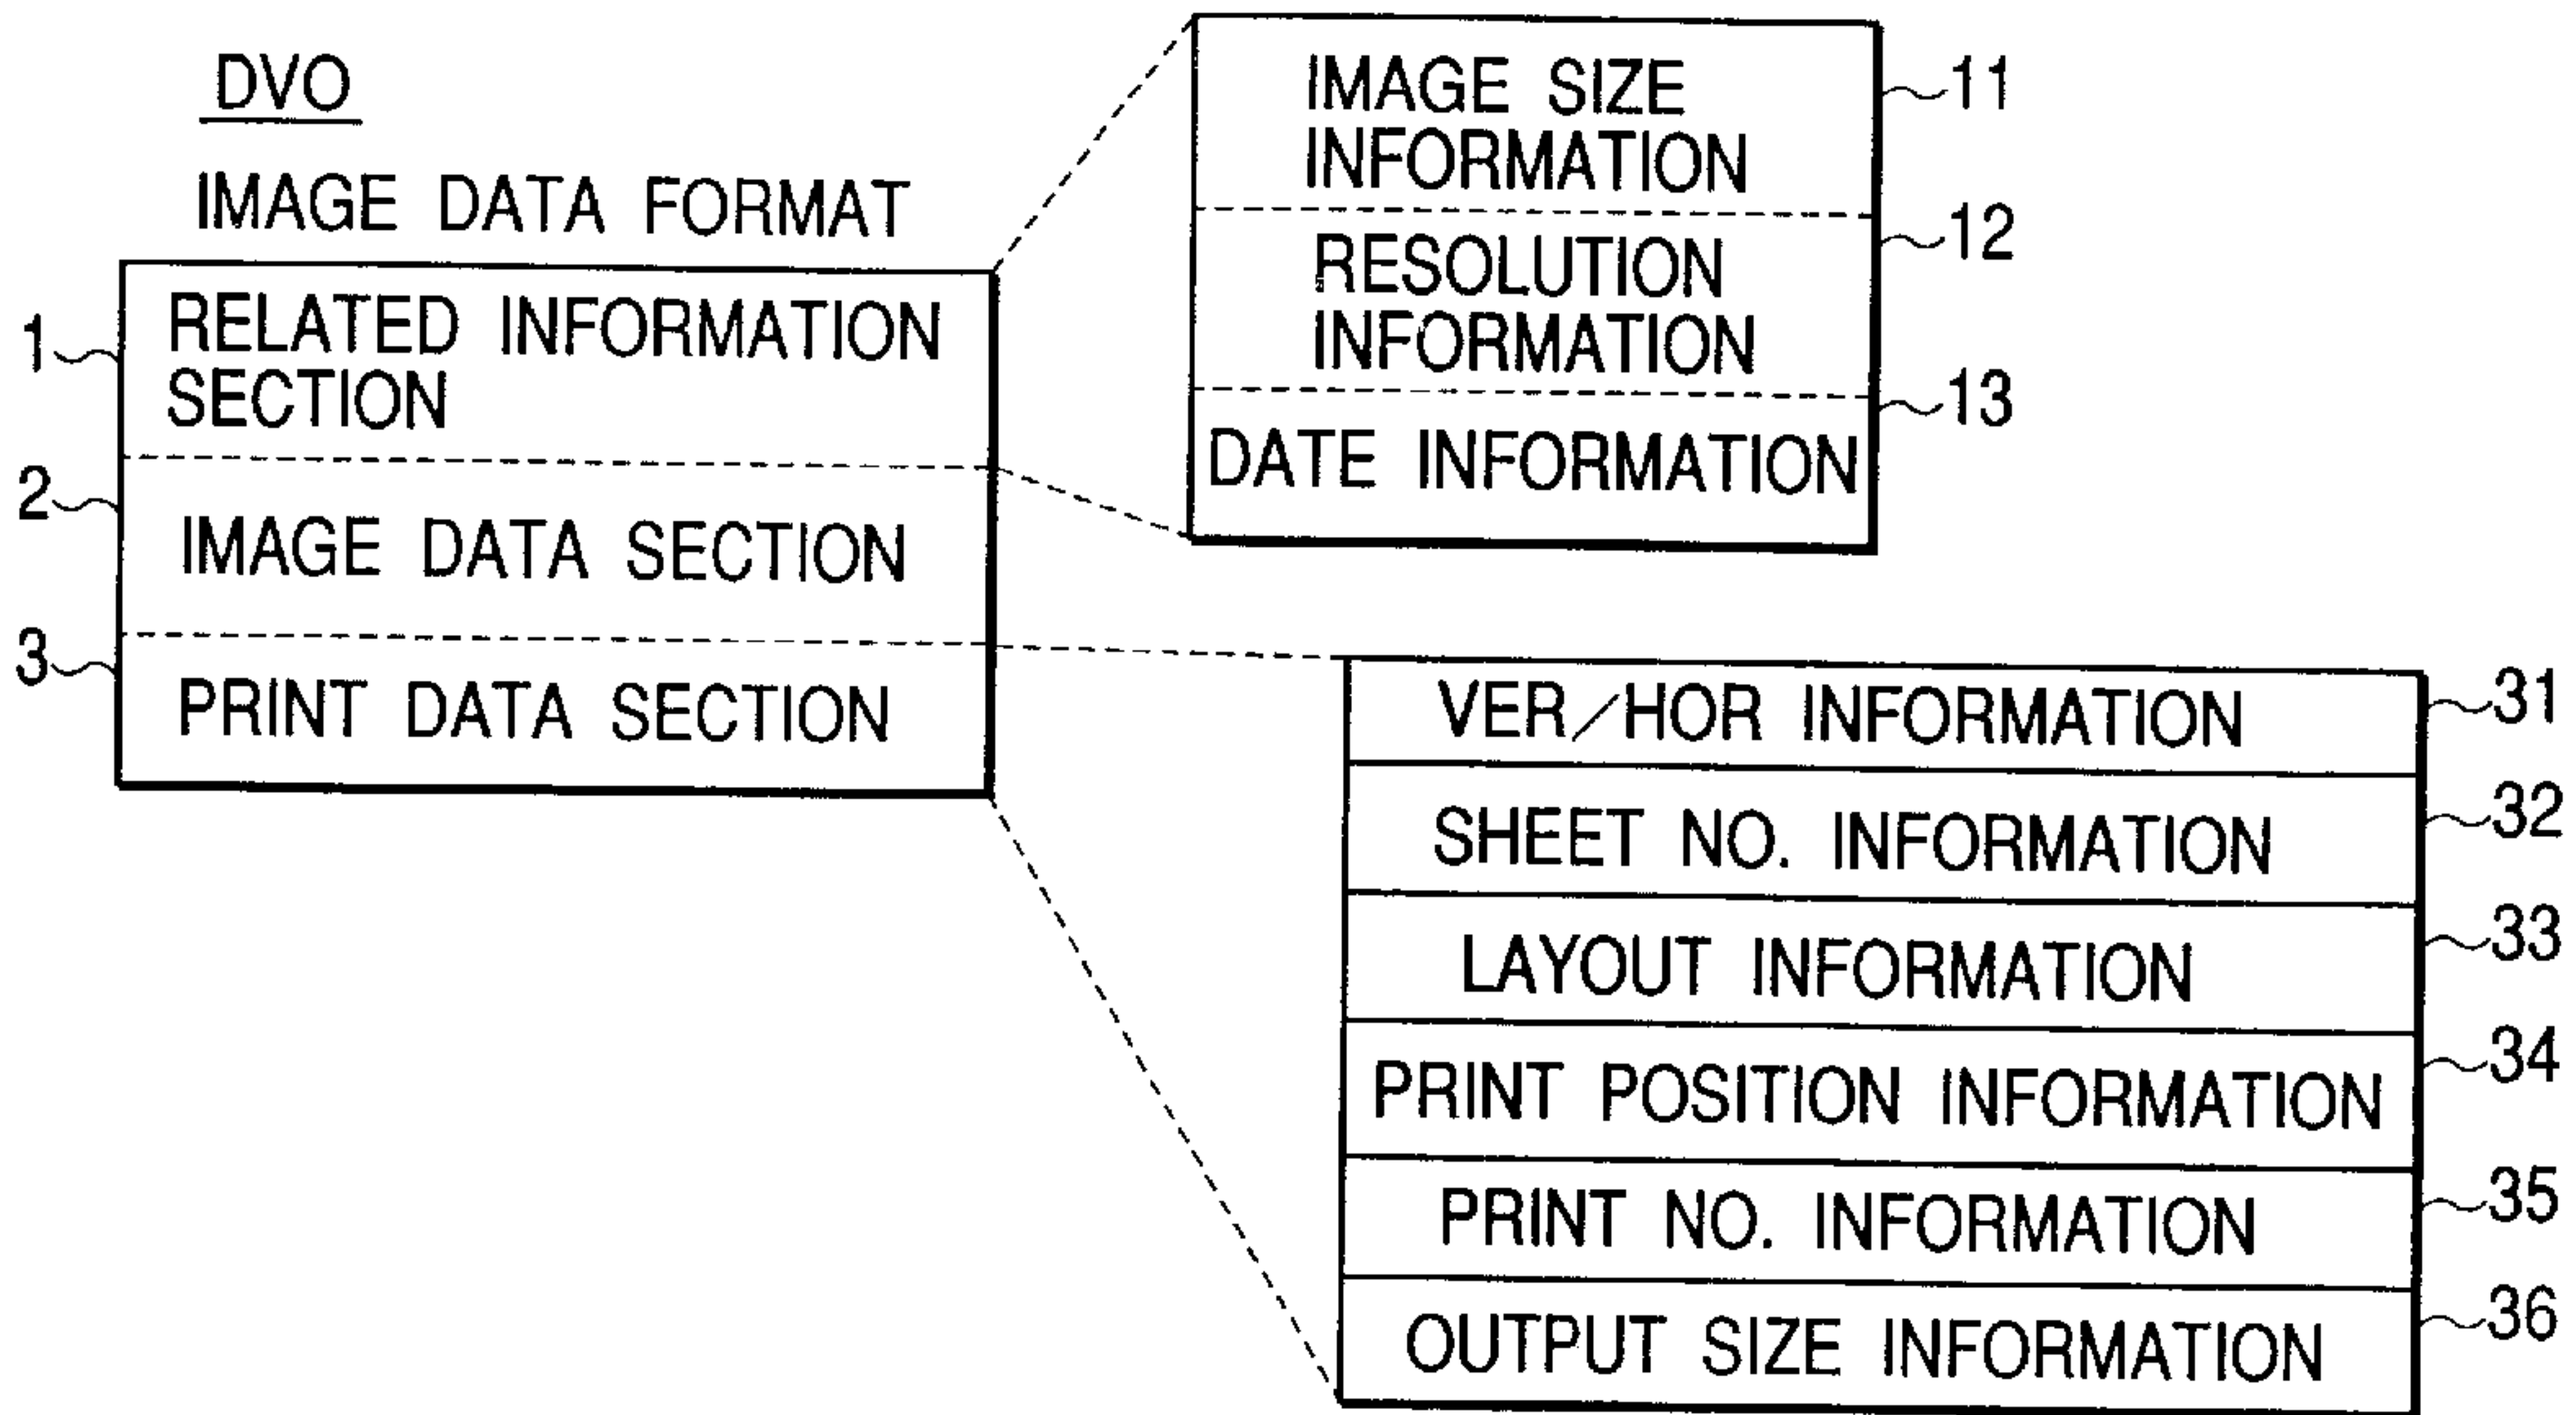 DVO
IMAGE DATA FORMAT
1
RELATED INFORMATION
SECTION
2
IMAGE DATA SECTION
3
PRINT DATA SECTION
IMAGE SIZE
INFORMATION
11
RESOLUTION
INFORMATION
12
DATE INFORMATION
13
VER/HOR INFORMATION
31
SHEET NO. INFORMATION
32
LAYOUT INFORMATION
33
PRINT POSITION INFORMATION
34
PRINT NO. INFORMATION
35
OUTPUT SIZE INFORMATION
36